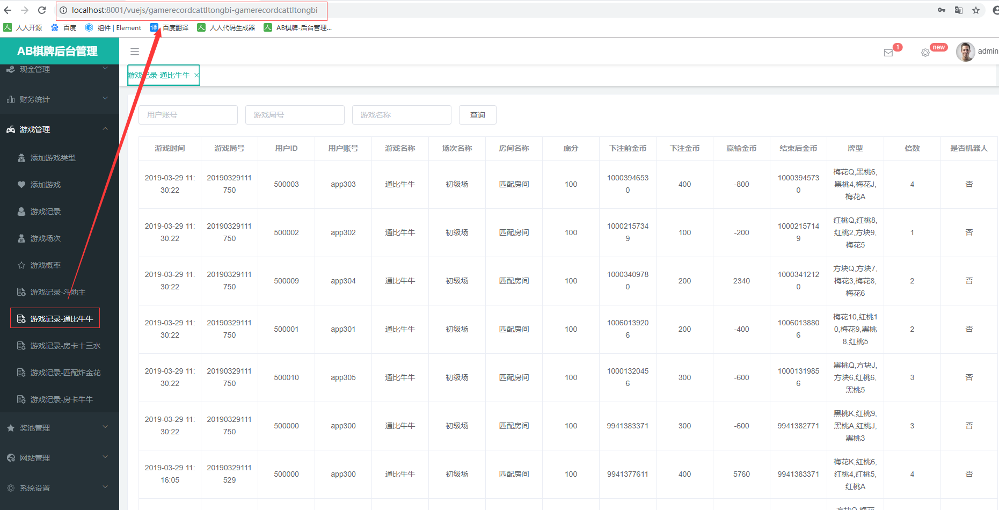 localhost:8001/vuejs/gamerecordcattltongbi-gamerecordcattltongbi
人人开源 百度 组件 | Element 译 百度翻译 人人代码生成器 AB棋牌-后台管理...
AB棋牌后台管理
1
new
admin
现金管理
财务统计
游戏管理
添加游戏类型
添加游戏
游戏记录
游戏场次
游戏概率
游戏记录-斗地主
游戏记录-通比牛牛
游戏记录-房卡十三水
游戏记录-匹配炸金花
游戏记录-房卡牛牛
奖池管理
网站管理
系统设置
游戏记录-通比牛牛 ×
用户账号 游戏局号 游戏名称 查询
游戏时间 游戏局号 用户ID 用户账号 游戏名称 场次名称 房间名称 底分 下注前金币 下注金币 赢输金币 结束后金币 牌型 倍数 是否机器人
2019-03-29 11:30:22 20190329111750 500003 app303 通比牛牛 初级场 匹配房间 100 10003946530 400 -800 10003945730 梅花Q,黑桃6,黑桃4,梅花J,梅花A 4 否
2019-03-29 11:30:22 20190329111750 500002 app302 通比牛牛 初级场 匹配房间 100 10002157349 100 -200 10002157149 红桃Q,红桃8,红桃2,方块9,梅花5 1 否
2019-03-29 11:30:22 20190329111750 500009 app304 通比牛牛 初级场 匹配房间 100 10003409780 200 2340 10003412120 方块Q,方块7,梅花3,梅花8,梅花6 2 否
2019-03-29 11:30:22 20190329111750 500001 app301 通比牛牛 初级场 匹配房间 100 10060139206 200 -400 10060138806 梅花10,红桃10,梅花9,黑桃8,红桃5 2 否
2019-03-29 11:30:22 20190329111750 500010 app305 通比牛牛 初级场 匹配房间 100 10001320456 300 -600 10001319856 黑桃Q,方块J,方块6,红桃6,黑桃5 3 否
2019-03-29 11:30:22 20190329111750 500000 app300 通比牛牛 初级场 匹配房间 100 9941383371 300 -600 9941382771 黑桃K,红桃9,黑桃A,红桃J,黑桃3 3 否
2019-03-29 11:16:05 20190329111529 500000 app300 通比牛牛 初级场 匹配房间 100 9941377611 400 5760 9941383371 梅花K,红桃6,红桃4,红桃5,红桃A 4 否